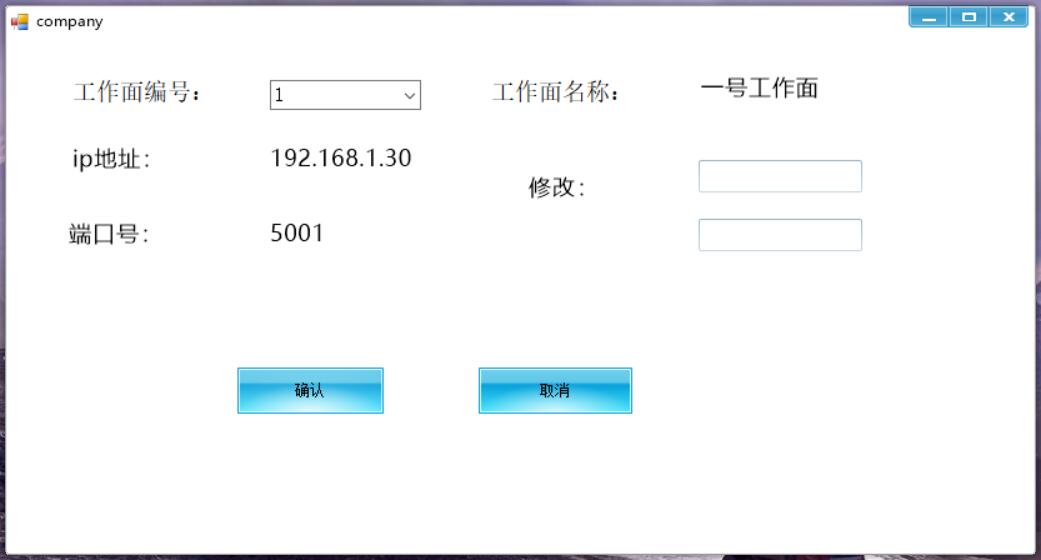 company
工作面编号： 1 工作面名称： 一号工作面
ip地址： 192.168.1.30
修改：
端口号： 5001
确认 取消